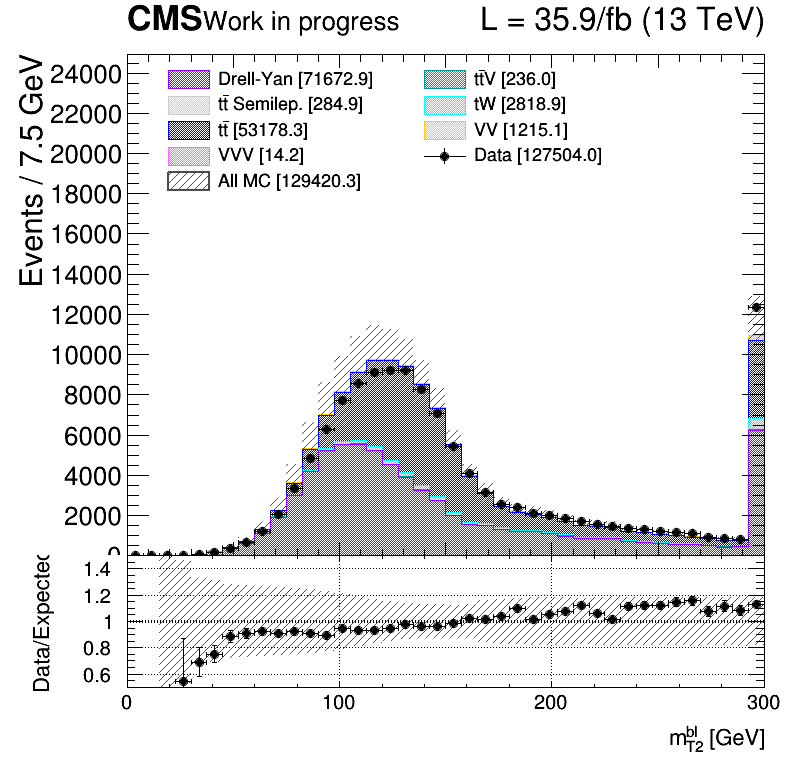 CMS Work in progress L = 35.9/fb (13 TeV)
Events / 7.5 GeV
24000
22000
20000
18000
16000
14000
12000
10000
8000
6000
4000
2000
0
Drell-Yan [71672.9]
tt̄ Semilep. [284.9]
tt̄ [53178.3]
VVV [14.2]
All MC [129420.3]
tt̄V [236.0]
tW [2818.9]
VV [1215.1]
Data [127504.0]
Data/Expected
1.4
1.2
1
0.8
0.6
0 100 200 300
m_T2^bl [GeV]